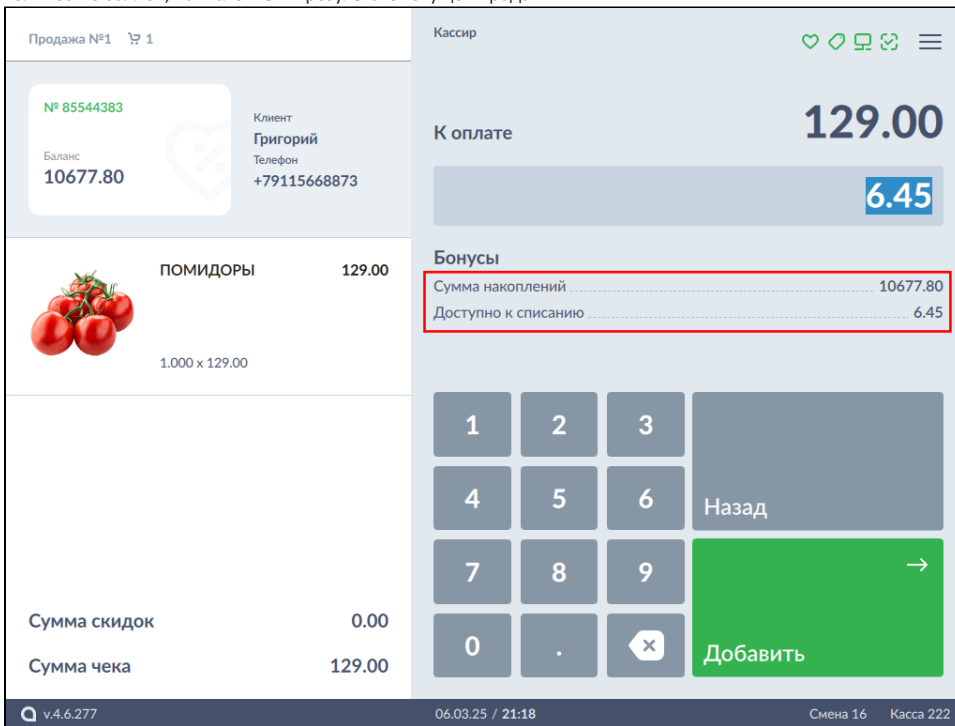 Продажа №1 1
№ 85544383
Баланс
10677.80
Клиент
Григорий
Телефон
+79115668873
ПОМИДОРЫ 129.00
1.000 x 129.00
Сумма скидок 0.00
Сумма чека 129.00
Кассир
К оплате 129.00
6.45
Бонусы
Сумма накоплений 10677.80
Доступно к списанию 6.45
1 2 3
4 5 6
Назад
7 8 9
0 .
Добавить
v.4.6.277 06.03.25 / 21:18 Смена 16 Касса 222